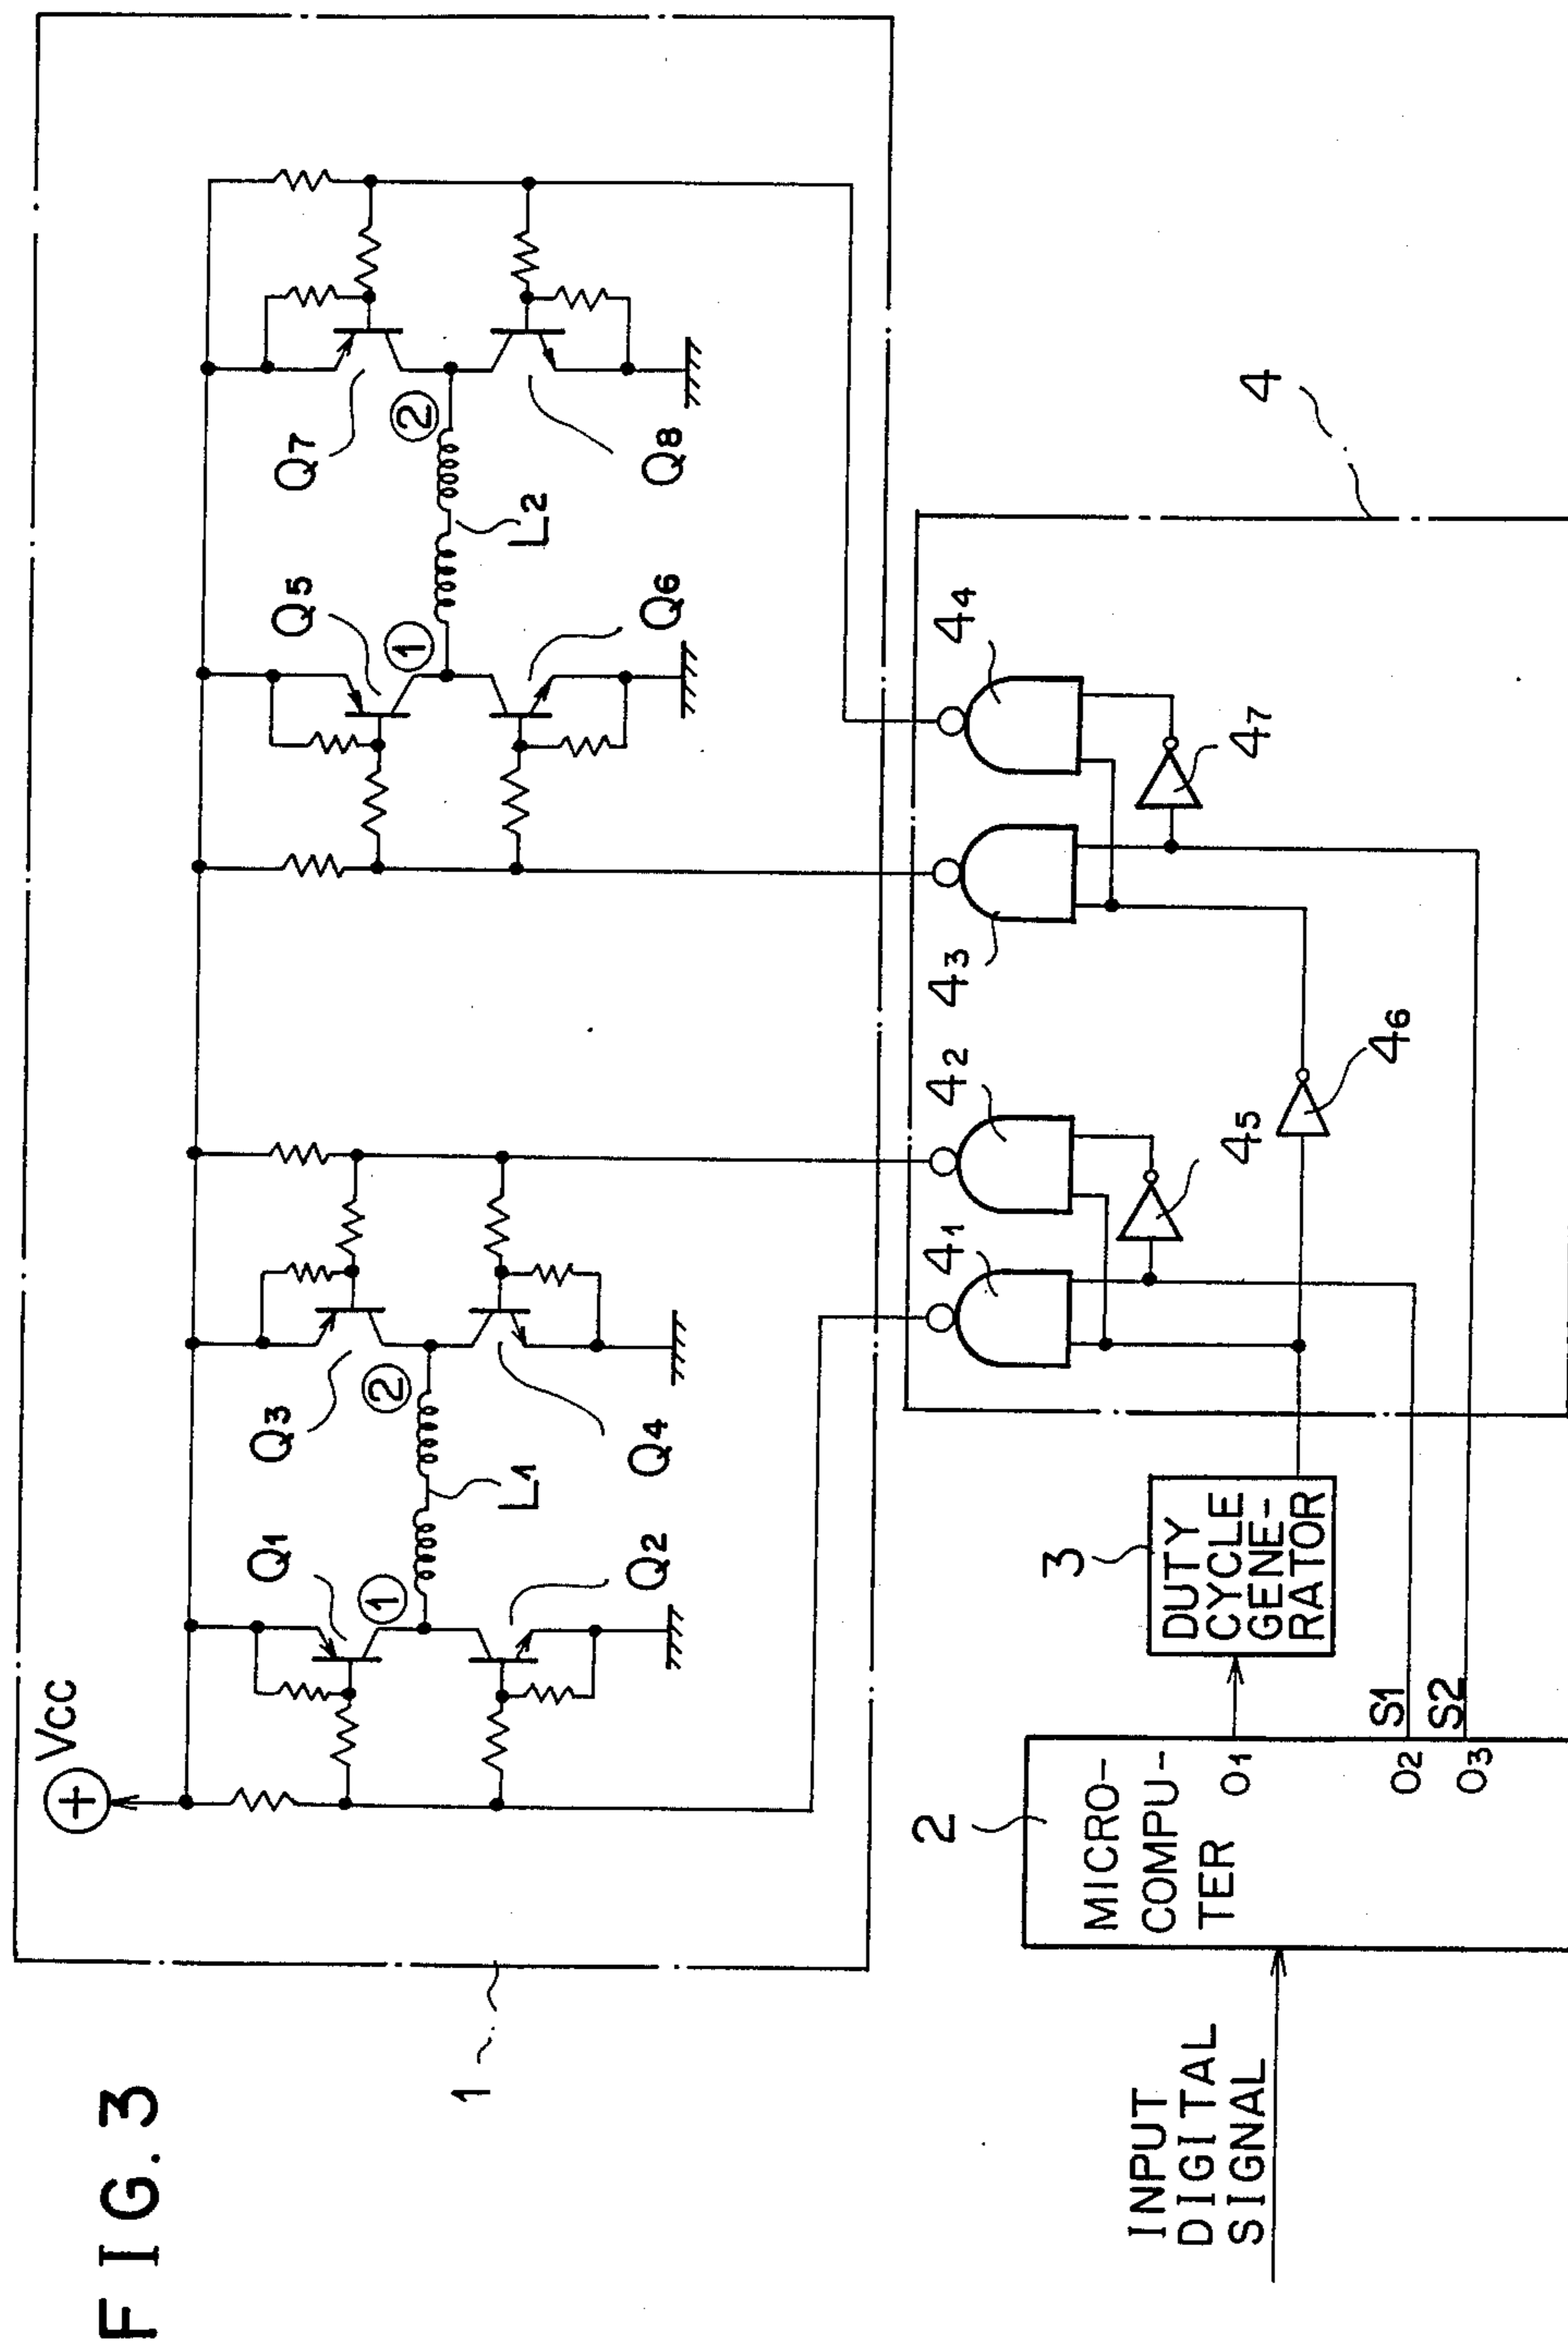 FIG.3
1
Vcc
Q1
①
Q2
L1
Q3
②
Q4
Q5
①
Q6
L2
Q7
②
Q8
INPUT
DIGITAL
SIGNAL
2
MICRO-
COMPU-
TER
O1
O2
O3
S1
S2
3
DUTY
CYCLE
GENE-
RATOR
4
41
42
43
44
45
46
47